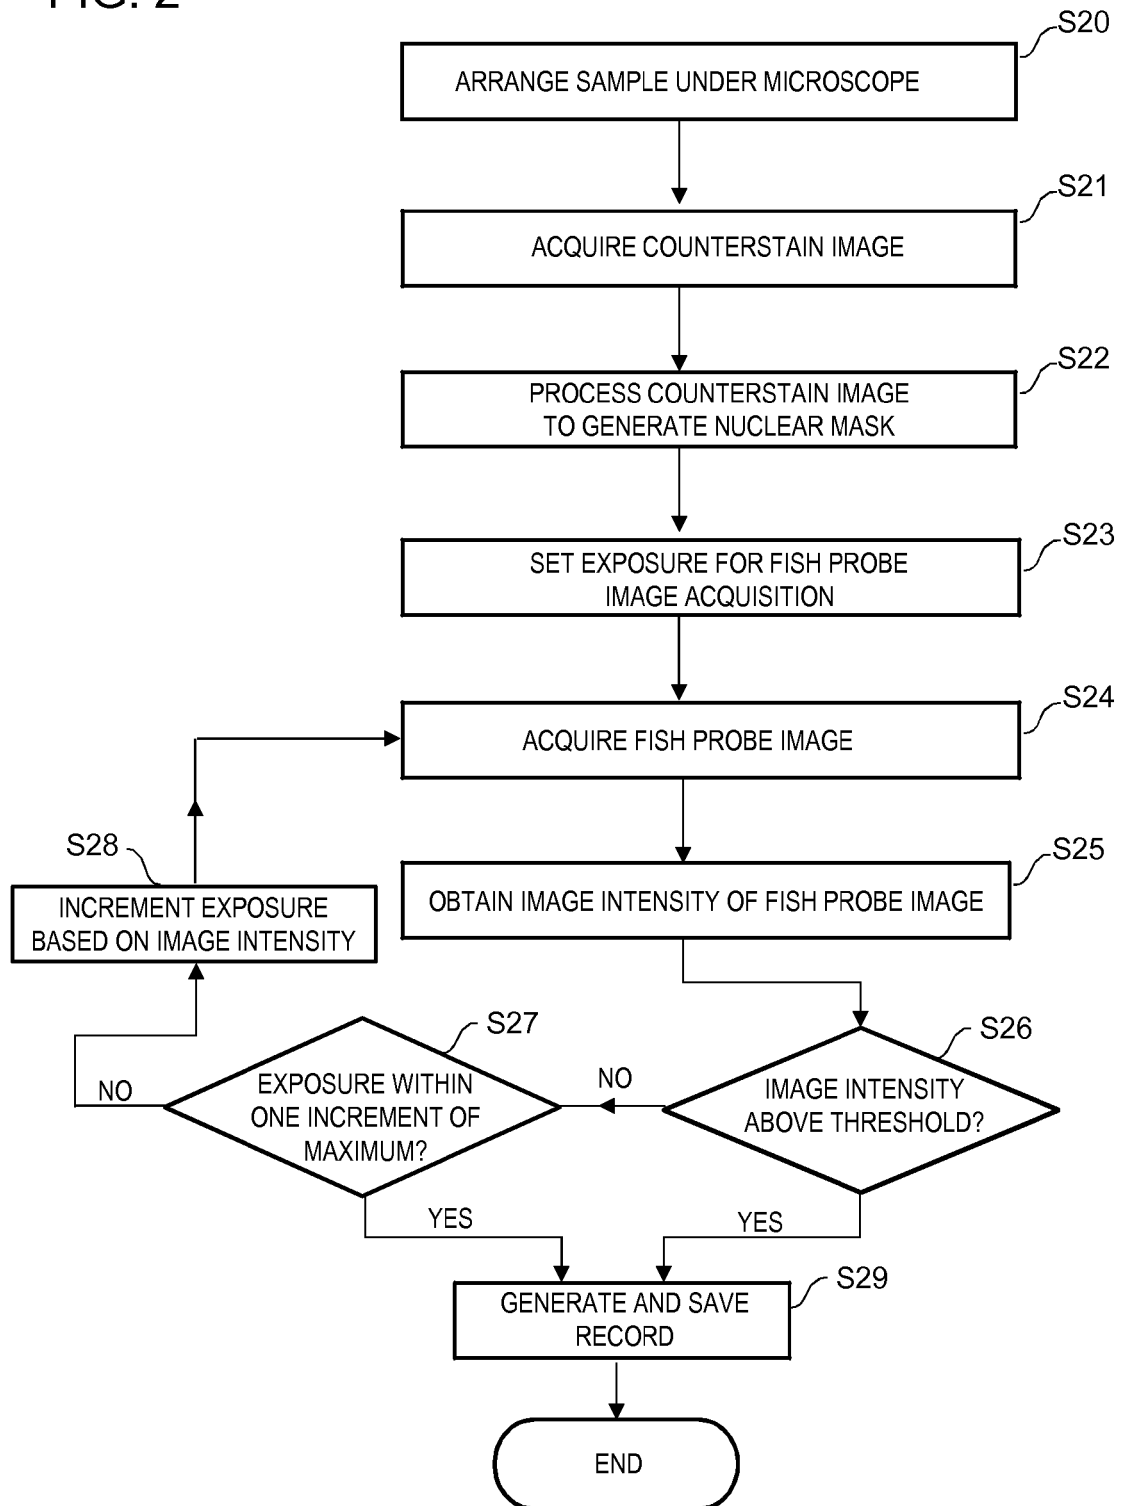 FIG. 2
S20
ARRANGE SAMPLE UNDER MICROSCOPE
S21
ACQUIRE COUNTERSTAIN IMAGE
S22
PROCESS COUNTERSTAIN IMAGE
TO GENERATE NUCLEAR MASK
S23
SET EXPOSURE FOR FISH PROBE
IMAGE ACQUISITION
S24
ACQUIRE FISH PROBE IMAGE
S25
OBTAIN IMAGE INTENSITY OF FISH PROBE IMAGE
S28
INCREMENT EXPOSURE
BASED ON IMAGE INTENSITY
S26
IMAGE INTENSITY
ABOVE THRESHOLD?
NO
S27
EXPOSURE WITHIN
ONE INCREMENT OF
MAXIMUM?
NO
YES
YES
S29
GENERATE AND SAVE
RECORD
END